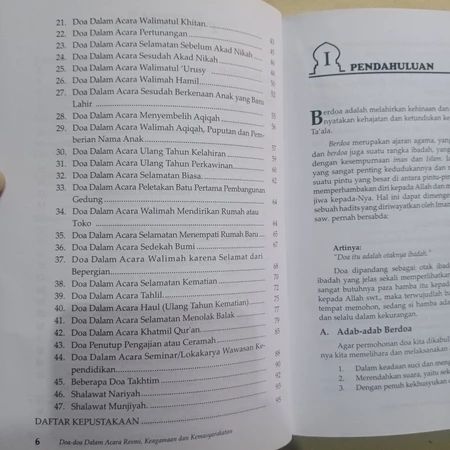 21. Doa Dalam Acara Walimatul Khitan
22. Doa Dalam Acara Pertunangan
23. Doa Dalam Acara Selamatan Sebelum Akad Nikah
24. Doa Dalam Acara Sesudah Akad Nikah
25. Doa Dalam Acara Walimatul 'Urusy
26. Doa Dalam Acara Walimah Hamil
27. Doa Dalam Acara Sesudah Berkenaan Anak yang Baru
Lahir
28. Doa Dalam Acara Menyembelih Aqiqah
29. Doa Dalam Acara Walimah Aqiqah, Puputan dan Pem-
berian Nama Anak
30. Doa Dalam Acara Ulang Tahun Kelahiran
31. Doa Dalam Acara Ulang Tahun Perkawinan
32. Doa Dalam Acara Selamatan Biasa
33. Doa Dalam Acara Peletakan Batu Pertama Pembangunan
Gedung
34. Doa Dalam Acara Walimah Mendirikan Rumah atau
Toko
35. Doa Dalam Acara Selamatan Menempati Rumah Baru
36. Doa Dalam Acara Sedekah Bumi
37. Doa Dalam Acara Walimah karena Selamat dari
Bepergian
38. Doa Dalam Acara Selamatan Kematian
39. Doa Dalam Acara Tahlil
40. Doa Dalam Acara Haul (Ulang Tahun Kematian)
41. Doa Dalam Acara Selamatan Menolak Balak
42. Doa Dalam Acara Khatmil Qur'an
43. Doa Penutup Pengajian atau Ceramah
44. Doa Dalam Acara Seminar/Lokakarya Wawasan Ke-
pendidikan
45. Beberapa Doa Takhtim
46. Shalawat Nariyah
47. Shalawat Munjiyah
DAFTAR KEPUSTAKAAN
6 Doa-doa Dalam Acara Resmi, Keagamaan dan Kemasyarakatan
I
PENDAHULUAN
Berdoa adalah melahirkan kehinaan dan
nyatakan kehajatan dan ketundukan ke
Ta'ala.
Berdoa merupakan ajaran agama, yang
dan berdoa juga suatu rangka ibadah, yang
dengan kesempurnaan iman dan Islam.
yang sangat penting kedudukannya dan
suatu pintu yang besar di antara pintu-pin
memperhambakan diri kepada Allah dan m
kepada-Nya. Hal ini dapat dimengerti
sebuah hadits yang diriwayatkan oleh Imam
saw. pernah bersabda:
Artinya:
"Doa itu adalah otaknya ibadah."
Doa dipandang sebagai otak ibadah
ibadah yang jelas sekali memperlihatkan
sangat butuhnya para hamba itu kepada
kepada Allah swt., maka terwujudlah
tempat memohon, sedang si hamba adalah
dan selalu dalam kekurangan.
A. Adab-adab Berdoa
Agar permohonan doa kita dikabul
nya kita memelihara dan melaksanakan
1. Dalam keadaan suci dan meng
2. Merendahkan suara, yaitu
3. Dengan penuh kekhusyukan